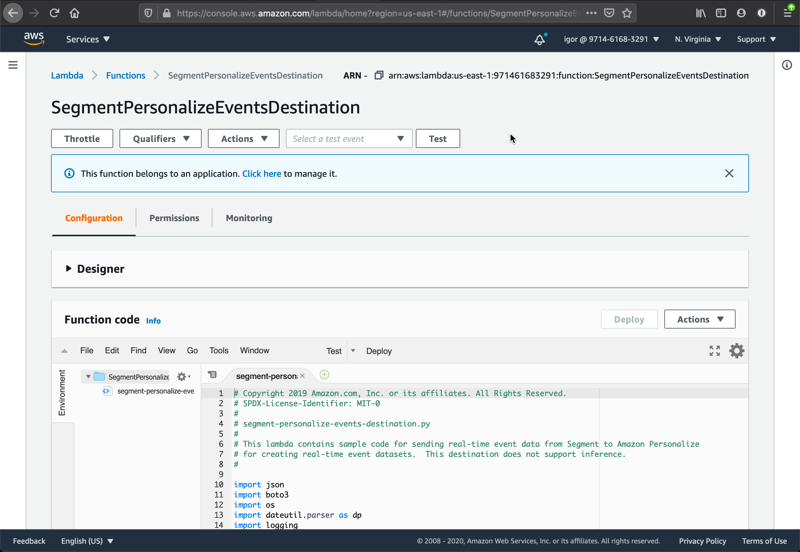 https://console.aws.amazon.com/lambda/home?region=us-east-1#/functions/SegmentPersonalizeE
aws
Services
igor @ 9714-6168-3291
N. Virginia
Support
Lambda
Functions
SegmentPersonalizeEventsDestination
ARN - arn:aws:lambda:us-east-1:971461683291:function:SegmentPersonalizeEventsDestination
SegmentPersonalizeEventsDestination
Throttle
Qualifiers
Actions
Select a test event
Test
This function belongs to an application. Click here to manage it.
Configuration
Permissions
Monitoring
Designer
Function code Info
Deploy
Actions
File Edit Find View Go Tools Window Test Deploy
Environment
SegmentPersonalize
segment-personalize-eve
segment-person
1 # Copyright 2019 Amazon.com, Inc. or its affiliates. All Rights Reserved.
2 # SPDX-License-Identifier: MIT-0
3 #
4 # segment-personalize-events-destination.py
5 #
6 # This lambda contains sample code for sending real-time event data from Segment to Amazon Personalize
7 # for creating real-time event datasets.  This destination does not support inference.
8 #
9
10 import json
11 import boto3
12 import os
13 import dateutil.parser as dp
14 import logging
Feedback
English (US)
© 2008 - 2020, Amazon Web Services, Inc. or its affiliates. All rights reserved.
Privacy Policy
Terms of Use